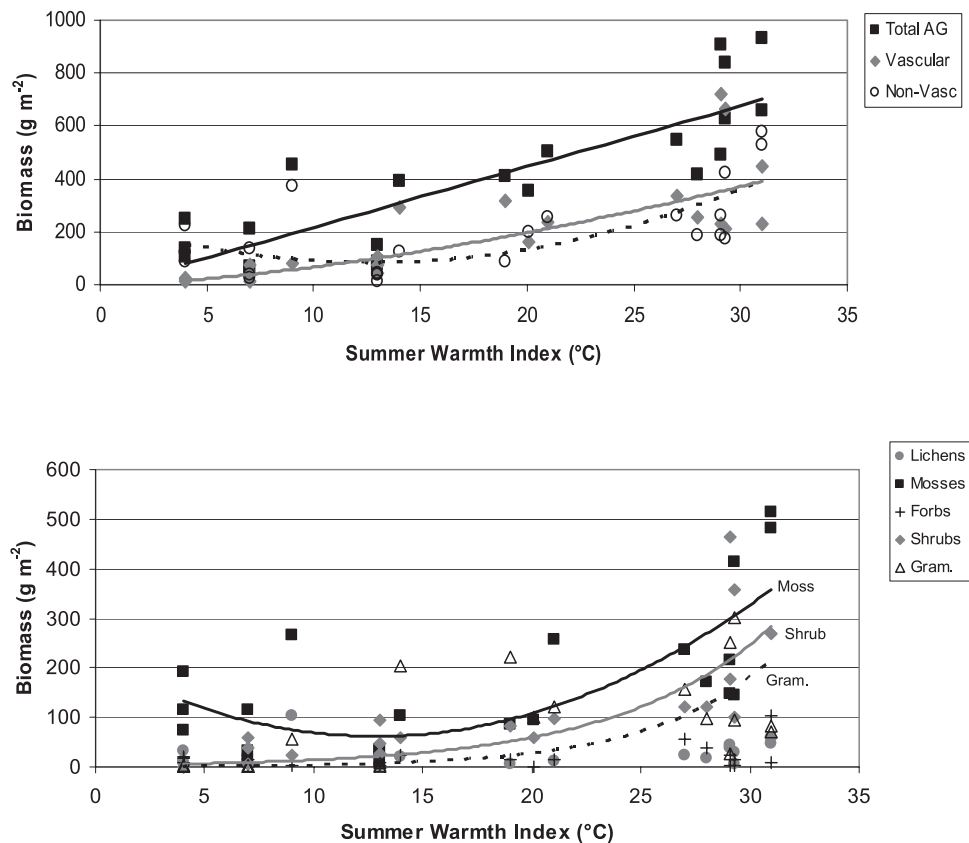 1000
800
600
400
200
0
Biomass (g m-2)
0 5 10 15 20 25 30 35
Summer Warmth Index (°C)
Total AG
Vascular
Non-Vasc
600
500
400
300
200
100
0
Biomass (g m-2)
Moss
Shrub
Gram.
0 5 10 15 20 25 30 35
Summer Warmth Index (°C)
Lichens
Mosses
Forbs
Shrubs
Gram.